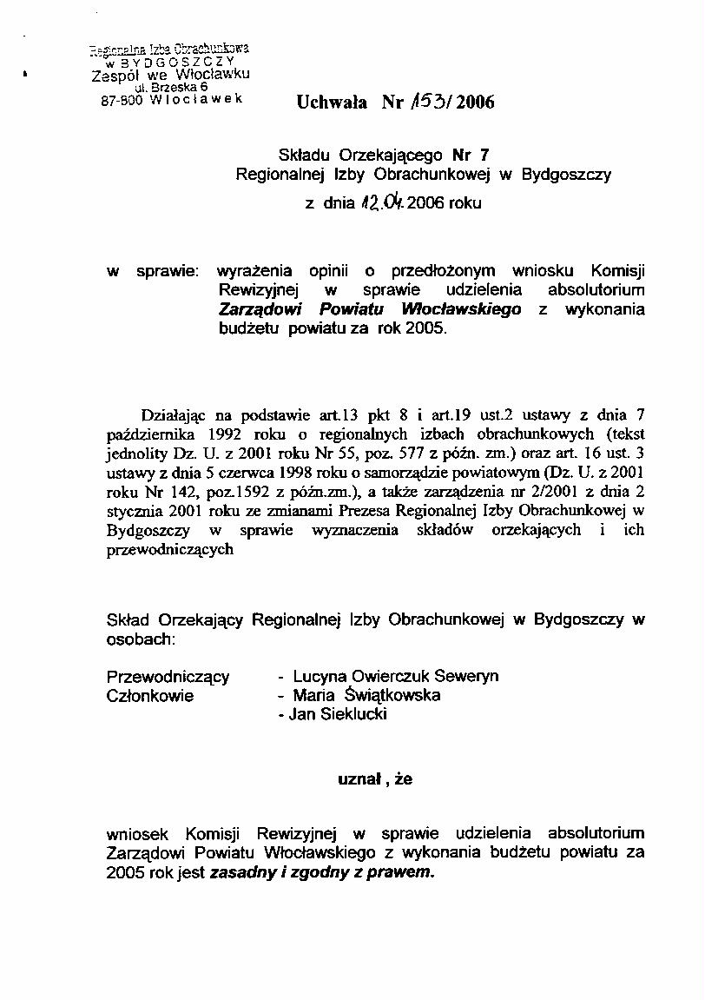 Regionalna Izba Obrachunkowa
w BYDGOSZCZY
Zespół we Włocławku
ul. Brzeska 6
87-800 Włocławek
Uchwała Nr 153/2006
Składu Orzekającego Nr 7
Regionalnej Izby Obrachunkowej w Bydgoszczy
z dnia 12.04.2006 roku
w sprawie: wyrażenia opinii o przedłożonym wniosku Komisji
Rewizyjnej w sprawie udzielenia absolutorium
Zarządowi Powiatu Włocławskiego z wykonania
budżetu powiatu za rok 2005.
Działając na podstawie art.13 pkt 8 i art.19 ust.2 ustawy z dnia 7
października 1992 roku o regionalnych izbach obrachunkowych (tekst
jednolity Dz. U. z 2001 roku Nr 55, poz. 577 z późn. zm.) oraz art. 16 ust. 3
ustawy z dnia 5 czerwca 1998 roku o samorządzie powiatowym (Dz. U. z 2001
roku Nr 142, poz.1592 z późn.zm.), a także zarządzenia nr 2/2001 z dnia 2
stycznia 2001 roku ze zmianami Prezesa Regionalnej Izby Obrachunkowej w
Bydgoszczy w sprawie wyznaczenia składów orzekających i ich
przewodniczących
Skład Orzekający Regionalnej Izby Obrachunkowej w Bydgoszczy w
osobach:
Przewodniczący - Lucyna Owierczuk Seweryn
Członkowie - Maria Świątkowska
- Jan Sieklucki
uznał , że
wniosek Komisji Rewizyjnej w sprawie udzielenia absolutorium
Zarządowi Powiatu Włocławskiego z wykonania budżetu powiatu za
2005 rok jest zasadny i zgodny z prawem.